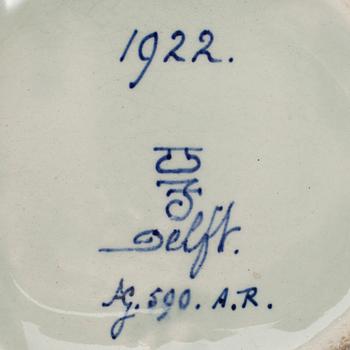 1922.
Delft.
AG. 590. A.R.